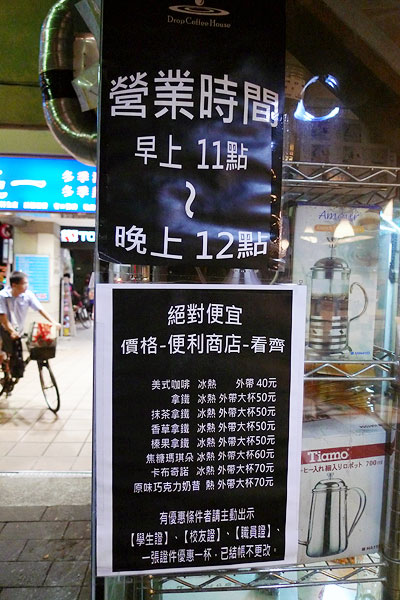 Drop Coffee House
營業時間
早上 11點
~
晚上 12點
絕對便宜
價格-便利商店-看齊
美式咖啡 冰熱 外帶 40元
拿鐵 冰熱 外帶大杯50元
抹茶拿鐵 冰熱 外帶大杯50元
香草拿鐵 冰熱 外帶大杯50元
榛果拿鐵 冰熱 外帶大杯50元
焦糖瑪琪朵 冰熱 外帶大杯60元
卡布奇諾 冰熱 外帶大杯70元
原味巧克力奶昔 熱 外帶大杯70元
有優惠條件者請主動出示
【學生證】、【校友證】、【職員證】、
一張證件優惠一杯,已結帳不更改。
Tiamo